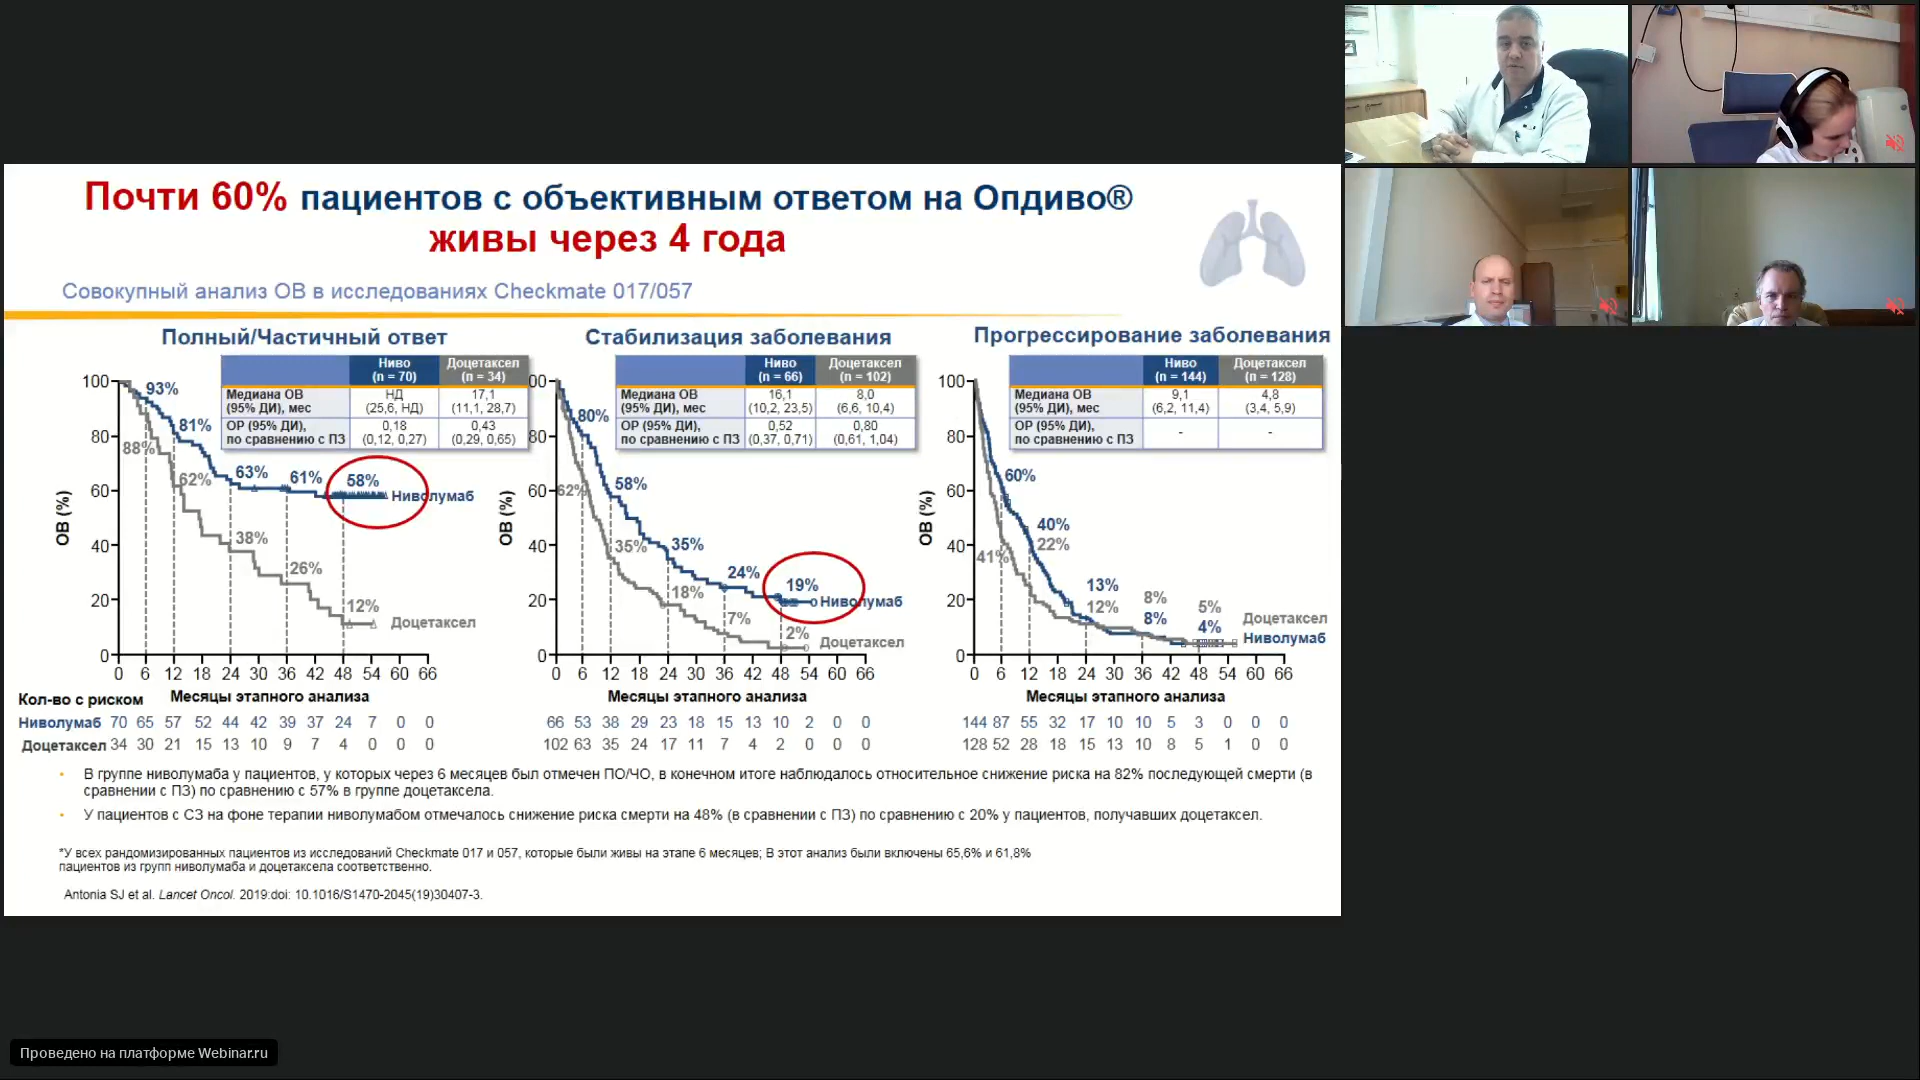 Почти 60% пациентов с объективным ответом на Опдиво®
живы через 4 года
Совокупный анализ ОВ в исследованиях Checkmate 017/057
Полный/Частичный ответ
Ниво
(n = 70)
Доцетаксел
(n = 34)
Медиана ОВ
(95% ДИ), мес
НД
(25,6, НД)
17,1
(11,1, 28,7)
ОР (95% ДИ),
по сравнению с ПЗ
0,18
(0,12, 0,27)
0,43
(0,29, 0,65)
ОВ (%)
100
80
60
40
20
0
93%
81%
63%
61%
58%
Ниволумаб
88%
62%
38%
26%
12%
Доцетаксел
0 6 12 18 24 30 36 42 48 54 60 66
Месяцы этапного анализа
Стабилизация заболевания
Ниво
(n = 66)
Доцетаксел
(n = 102)
Медиана ОВ
(95% ДИ), мес
16,1
(10,2, 23,5)
8,0
(6,6, 10,4)
ОР (95% ДИ),
по сравнению с ПЗ
0,52
(0,37, 0,71)
0,80
(0,61, 1,04)
ОВ (%)
00
80
60
40
20
0
80%
58%
35%
24%
19%
Ниволумаб
62%
35%
18%
7%
2%
Доцетаксел
0 6 12 18 24 30 36 42 48 54 60 66
Месяцы этапного анализа
Прогрессирование заболевания
Ниво
(n = 144)
Доцетаксел
(n = 128)
Медиана ОВ
(95% ДИ), мес
9,1
(6,2, 11,4)
4,8
(3,4, 5,9)
ОР (95% ДИ),
по сравнению с ПЗ
-
-
ОВ (%)
100
80
60
40
20
0
60%
40%
13%
8%
4%
41%
22%
12%
8%
5%
Доцетаксел
Ниволумаб
0 6 12 18 24 30 36 42 48 54 60 66
Месяцы этапного анализа
Кол-во с риском
Ниволумаб 70 65 57 52 44 42 39 37 24 7 0 0
66 53 38 29 23 18 15 13 10 2 0 0
144 87 55 32 17 10 10 5 3 0 0 0
Доцетаксел 34 30 21 15 13 10 9 7 4 0 0 0
102 63 35 24 17 11 7 4 2 0 0 0
128 52 28 18 15 13 10 8 5 1 0 0
• В группе ниволумаба у пациентов, у которых через 6 месяцев был отмечен ПО/ЧО, в конечном итоге наблюдалось относительное снижение риска на 82% последующей смерти (в
сравнении с ПЗ) по сравнению с 57% в группе доцетаксела.
• У пациентов с СЗ на фоне терапии ниволумабом отмечалось снижение риска смерти на 48% (в сравнении с ПЗ) по сравнению с 20% у пациентов, получавших доцетаксел.
*У всех рандомизированных пациентов из исследований Checkmate 017 и 057, которые были живы на этапе 6 месяцев; В этот анализ были включены 65,6% и 61,8%
пациентов из групп ниволумаба и доцетаксела соответственно.
Antonia SJ et al. Lancet Oncol. 2019:doi: 10.1016/S1470-2045(19)30407-3.
Проведено на платформе Webinar.ru